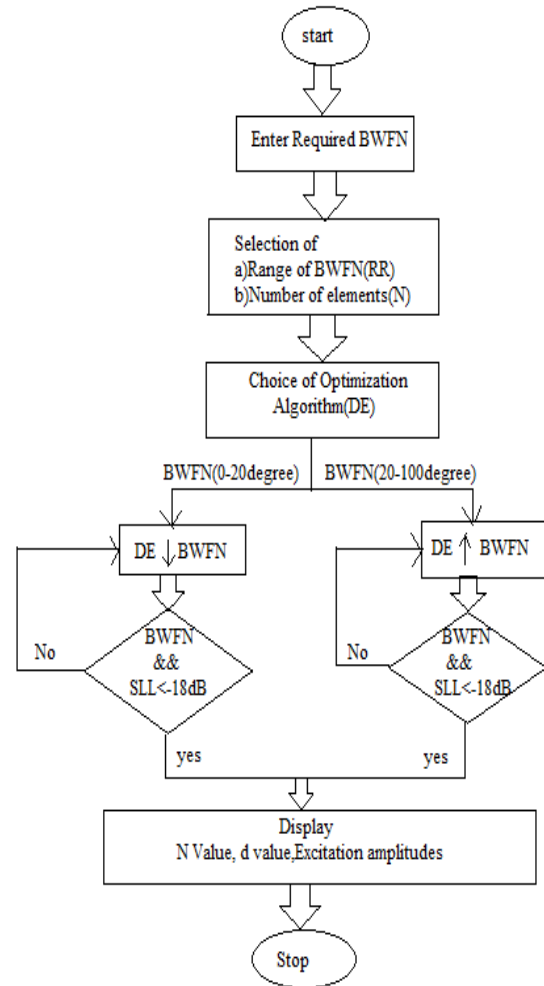 start
Enter Required BWFN
Selection of
a)Range of BWFN(RR)
b)Number of elements(N)
Choice of Optimization
Algorithm(DE)
BWFN(0-20degree)
BWFN(20-100degree)
DE ↓ BWFN
DE ↑ BWFN
BWFN
&&
SLL<-18dB
No
BWFN
&&
SLL<-18dB
No
yes
yes
Display
N Value, d value,Excitation amplitudes
Stop